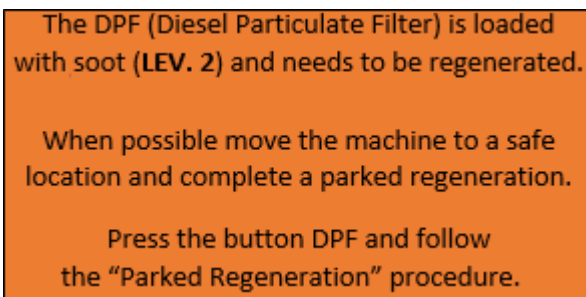 The DPF (Diesel Particulate Filter) is loaded
with soot (LEV. 2) and needs to be regenerated.
When possible move the machine to a safe
location and complete a parked regeneration.
Press the button DPF and follow
the “Parked Regeneration” procedure.